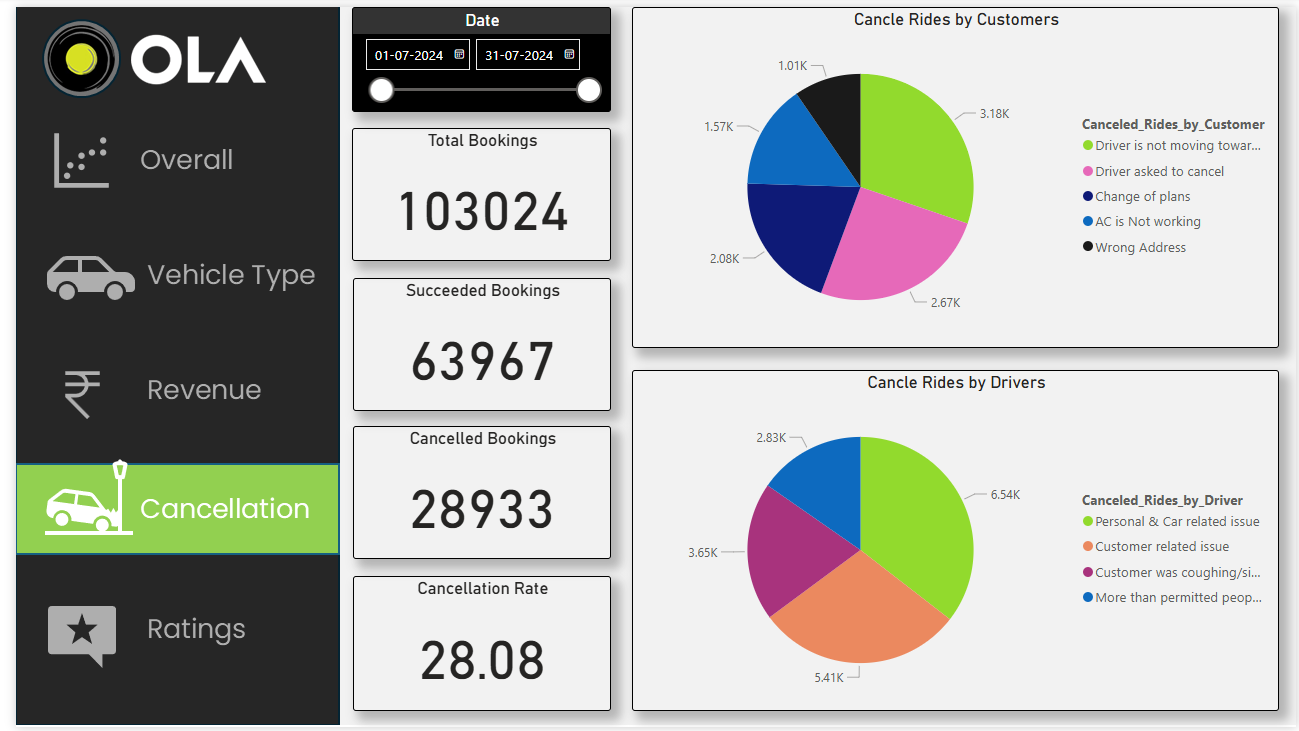 OLA
Overall
Vehicle Type
Revenue
Cancellation
Ratings
Date
01-07-2024 31-07-2024
Total Bookings
103024
Succeeded Bookings
63967
Cancelled Bookings
28933
Cancellation Rate
28.08
Cancle Rides by Customers
1.01K
3.18K
1.57K
2.08K
2.67K
Canceled_Rides_by_Customer
Driver is not moving towar...
Driver asked to cancel
Change of plans
AC is Not working
Wrong Address
Cancle Rides by Drivers
2.83K
6.54K
3.65K
5.41K
Canceled_Rides_by_Driver
Personal & Car related issue
Customer related issue
Customer was coughing/si...
More than permitted peop...